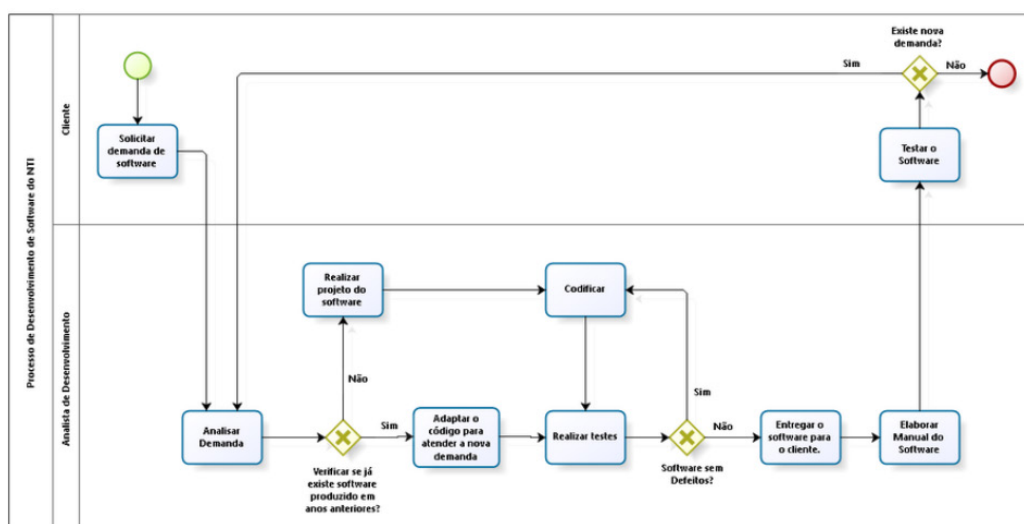 Processo de Desenvolvimento de Software do NTI
Cliente
Solicitar
demanda de
software
Existe nova
demanda?
Sim
Não
Testar o
Software
Analista de Desenvolvimento
Realizar
projeto do
software
Codificar
Não
Sim
Analisar
Demanda
Sim
Verificar se já
existe software
produzido em
anos anteriores?
Adaptar o
código para
atender a nova
demanda
Realizar testes
Não
Software sem
Defeitos?
Entregar o
software para
o cliente.
Elaborar
Manual do
Software